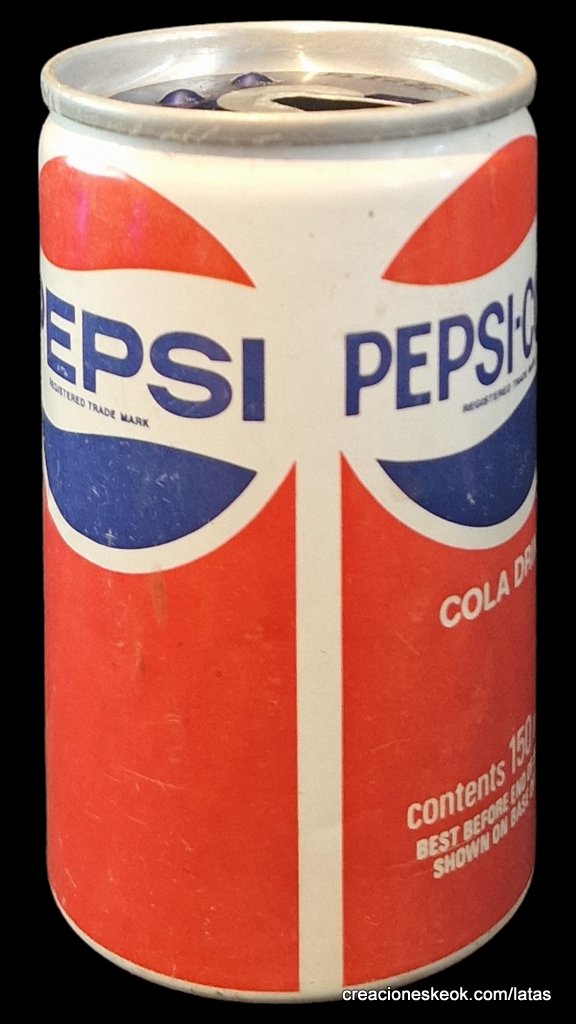 PEPSI
REGISTERED TRADE MARK
PEPSI·C
REGISTERED TRADE MARK
COLA
contents 150
BEST BEFORE END
SHOWN ON BASE
creacioneskeok.com/latas